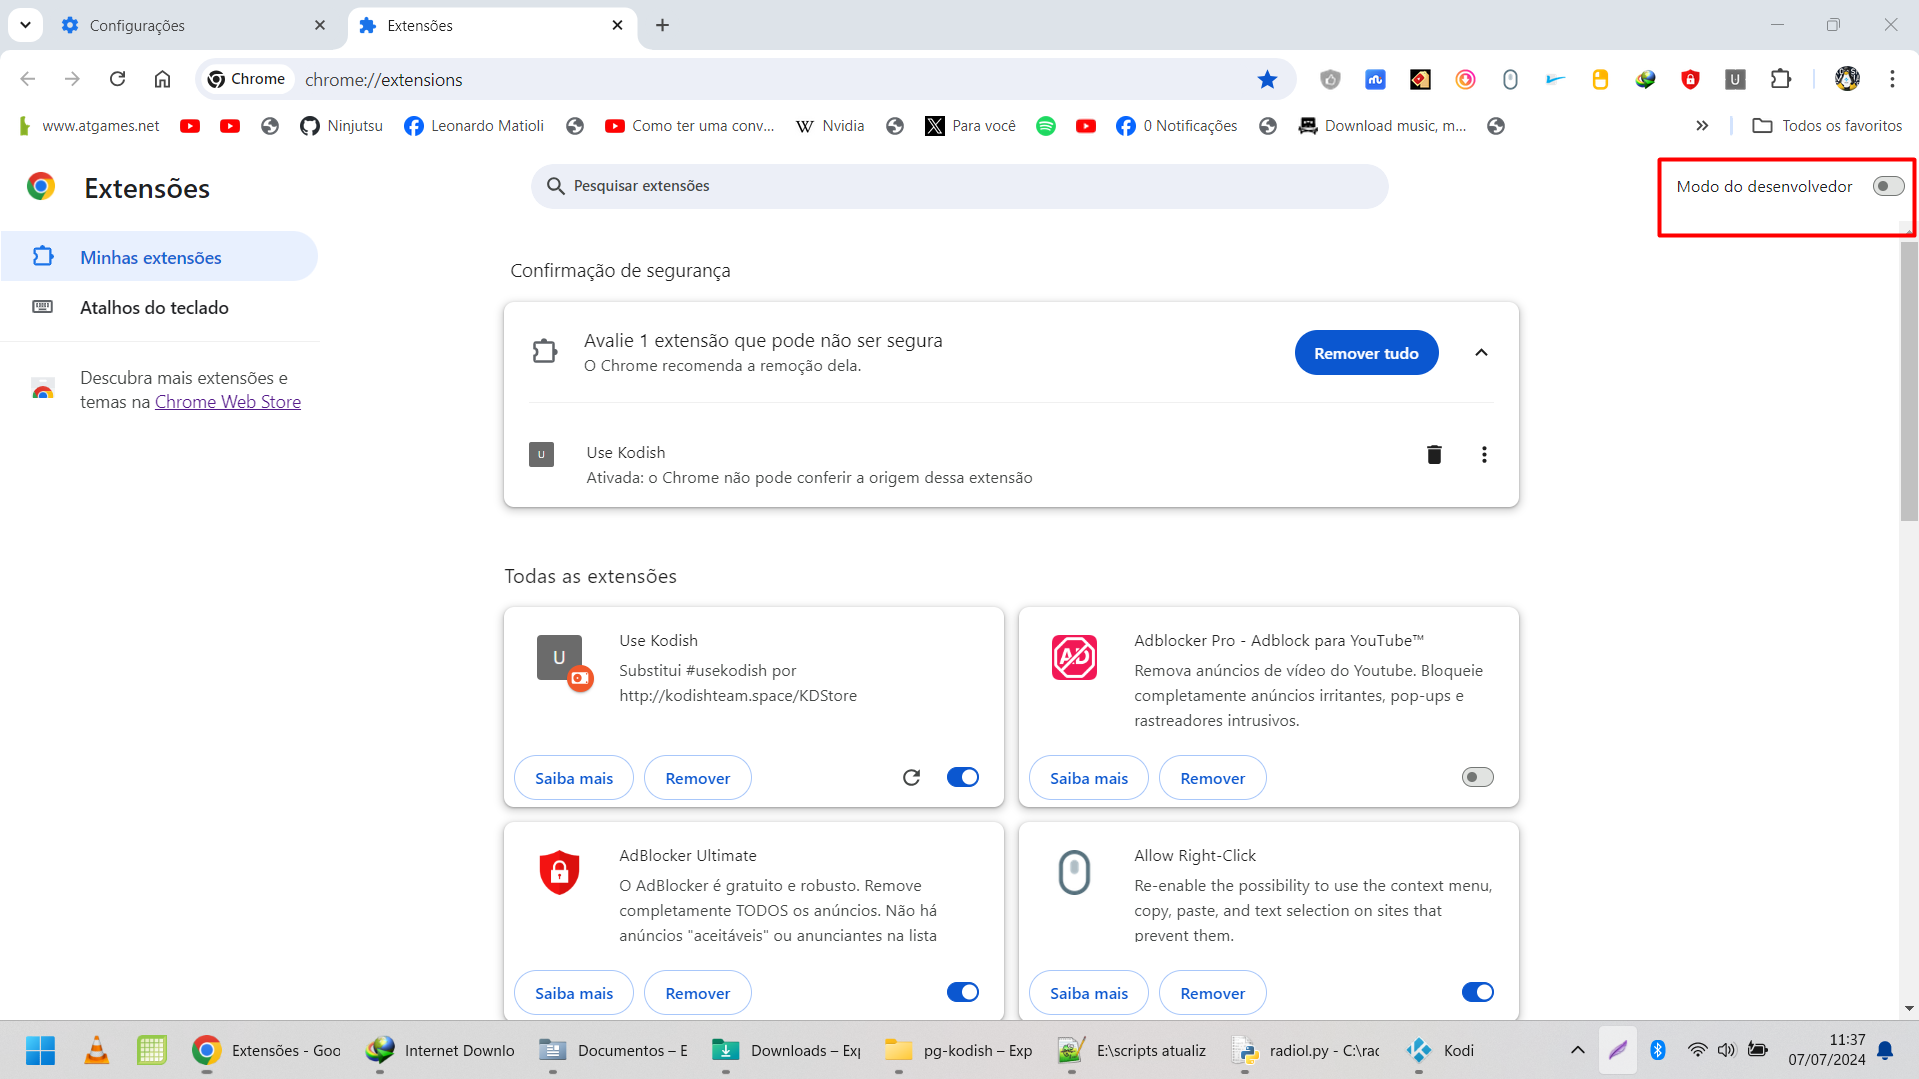 Configurações
Extensões
Chrome
chrome://extensions
www.atgames.net
Ninjutsu
Leonardo Matioli
Como ter uma conv...
Nvidia
Para você
0 Notificações
Download music, m...
Todos os favoritos
Extensões
Pesquisar extensões
Modo do desenvolvedor
Minhas extensões
Atalhos do teclado
Descubra mais extensões e
temas na Chrome Web Store
Confirmação de segurança
Avalie 1 extensão que pode não ser segura
O Chrome recomenda a remoção dela.
Remover tudo
U
Use Kodish
Ativada: o Chrome não pode conferir a origem dessa extensão
Todas as extensões
U
Use Kodish
Substitui #usekodish por
http://kodishteam.space/KDStore
Saiba mais
Remover
AD
Adblocker Pro - Adblock para YouTube™
Remova anúncios de vídeo do Youtube. Bloqueie
completamente anúncios irritantes, pop-ups e
rastreadores intrusivos.
Saiba mais
Remover
AdBlocker Ultimate
O AdBlocker é gratuito e robusto. Remove
completamente TODOS os anúncios. Não há
anúncios "aceitáveis" ou anunciantes na lista
Saiba mais
Remover
Allow Right-Click
Re-enable the possibility to use the context menu,
copy, paste, and text selection on sites that
prevent them.
Saiba mais
Remover
Extensões - Goo
Internet Downlo
Documentos – E
Downloads – Exp
pg-kodish – Exp
E:\scripts atualiz
radiol.py - C:\rac
Kodi
11:37
07/07/2024